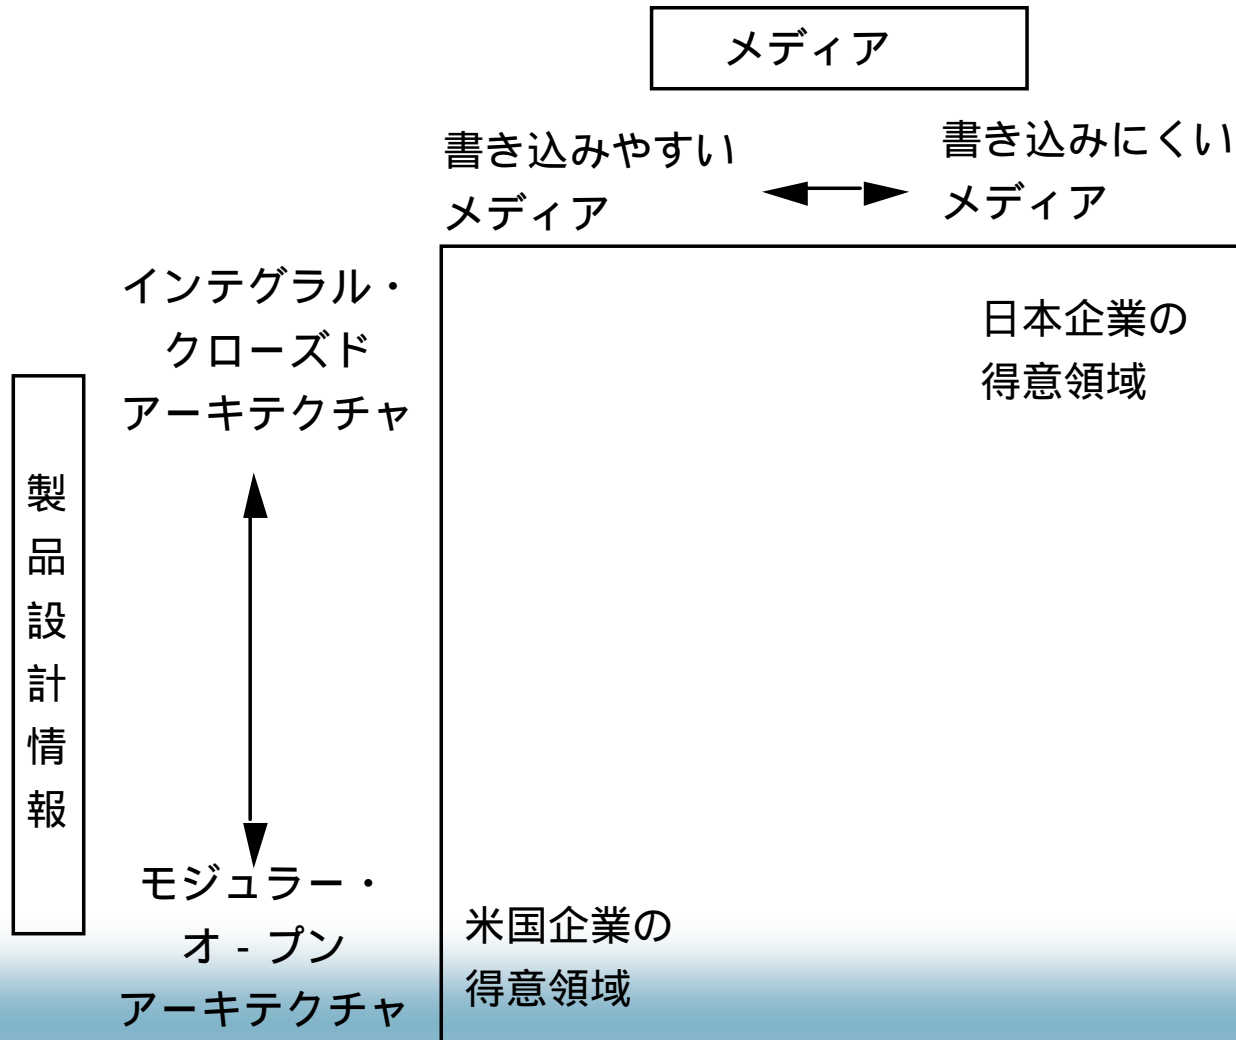 メディア
書き込みやすい
メディア
書き込みにくい
メディア
インテグラル・
クローズド
アーキテクチャ
日本企業の
得意領域
製品設計情報
モジュラー・
オ-プン
アーキテクチャ
米国企業の
得意領域